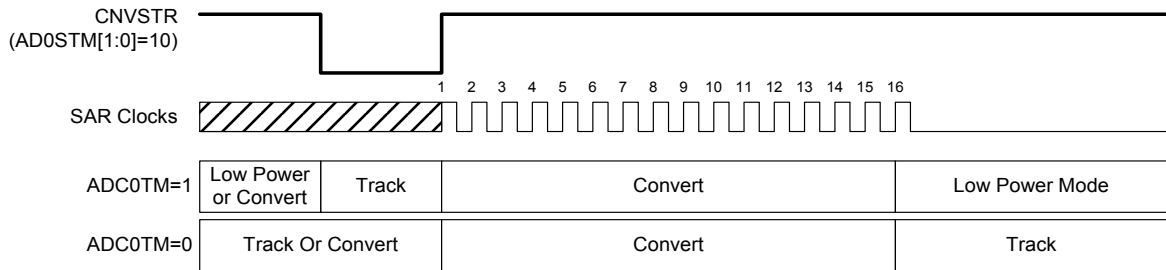 CNVSTR
(AD0STM[1:0]=10)
1 2 3 4 5 6 7 8 9 10 11 12 13 14 15 16
SAR Clocks
ADC0TM=1
Low Power
or Convert
Track
Convert
Low Power Mode
ADC0TM=0
Track Or Convert
Convert
Track